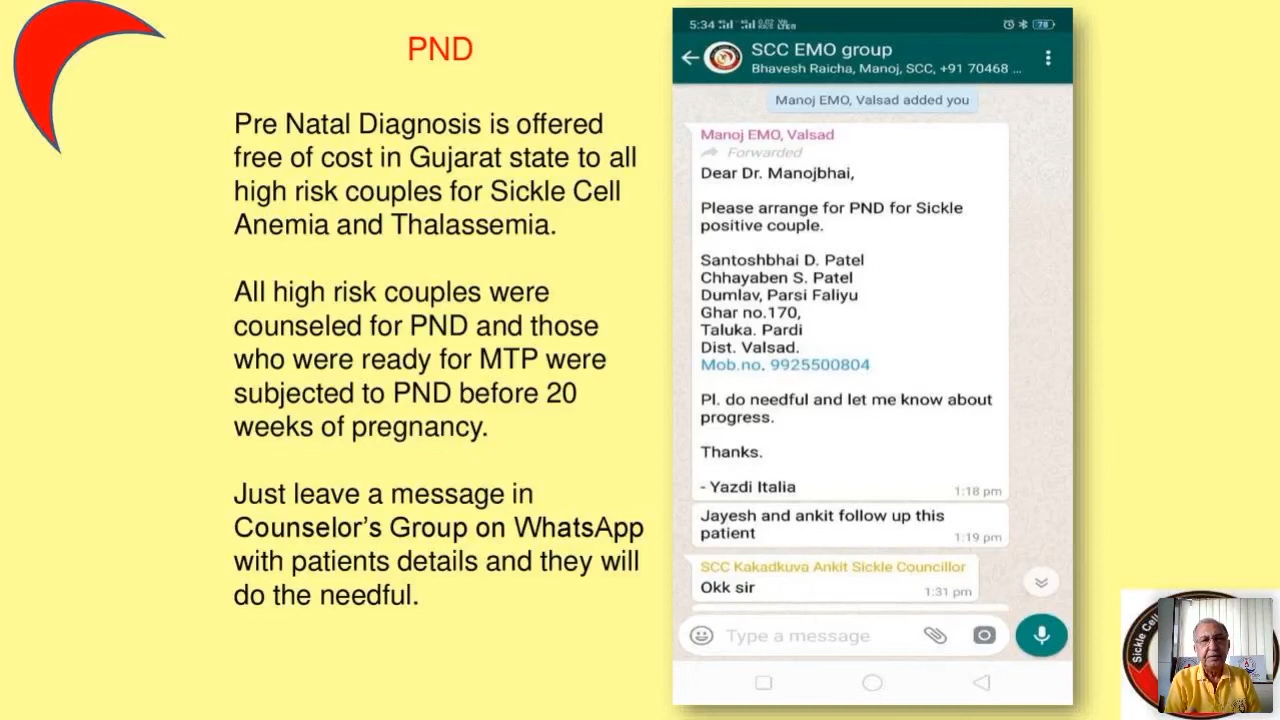 PND
Pre Natal Diagnosis is offered
free of cost in Gujarat state to all
high risk couples for Sickle Cell
Anemia and Thalassemia.
All high risk couples were
counseled for PND and those
who were ready for MTP were
subjected to PND before 20
weeks of pregnancy.
Just leave a message in
Counselor's Group on WhatsApp
with patients details and they will
do the needful.
5:34
78
SCC EMO group
Bhavesh Raicha, Manoj, SCC, +91 70468 ...
Manoj EMO, Valsad added you
Manoj EMO, Valsad
Forwarded
Dear Dr. Manojbhai,
Please arrange for PND for Sickle
positive couple.
Santoshbhai D. Patel
Chhayaben S. Patel
Dumlav, Parsi Faliyu
Ghar no.170,
Taluka. Pardi
Dist. Valsad.
Mob.no. 9925500804
Pl. do needful and let me know about
progress.
Thanks.
- Yazdi Italia
1:18 pm
Jayesh and ankit follow up this
patient
1:19 pm
SCC Kakadkuva Ankit Sickle Councillor
Okk sir
1:31 pm
Type a message
Sickle Cell